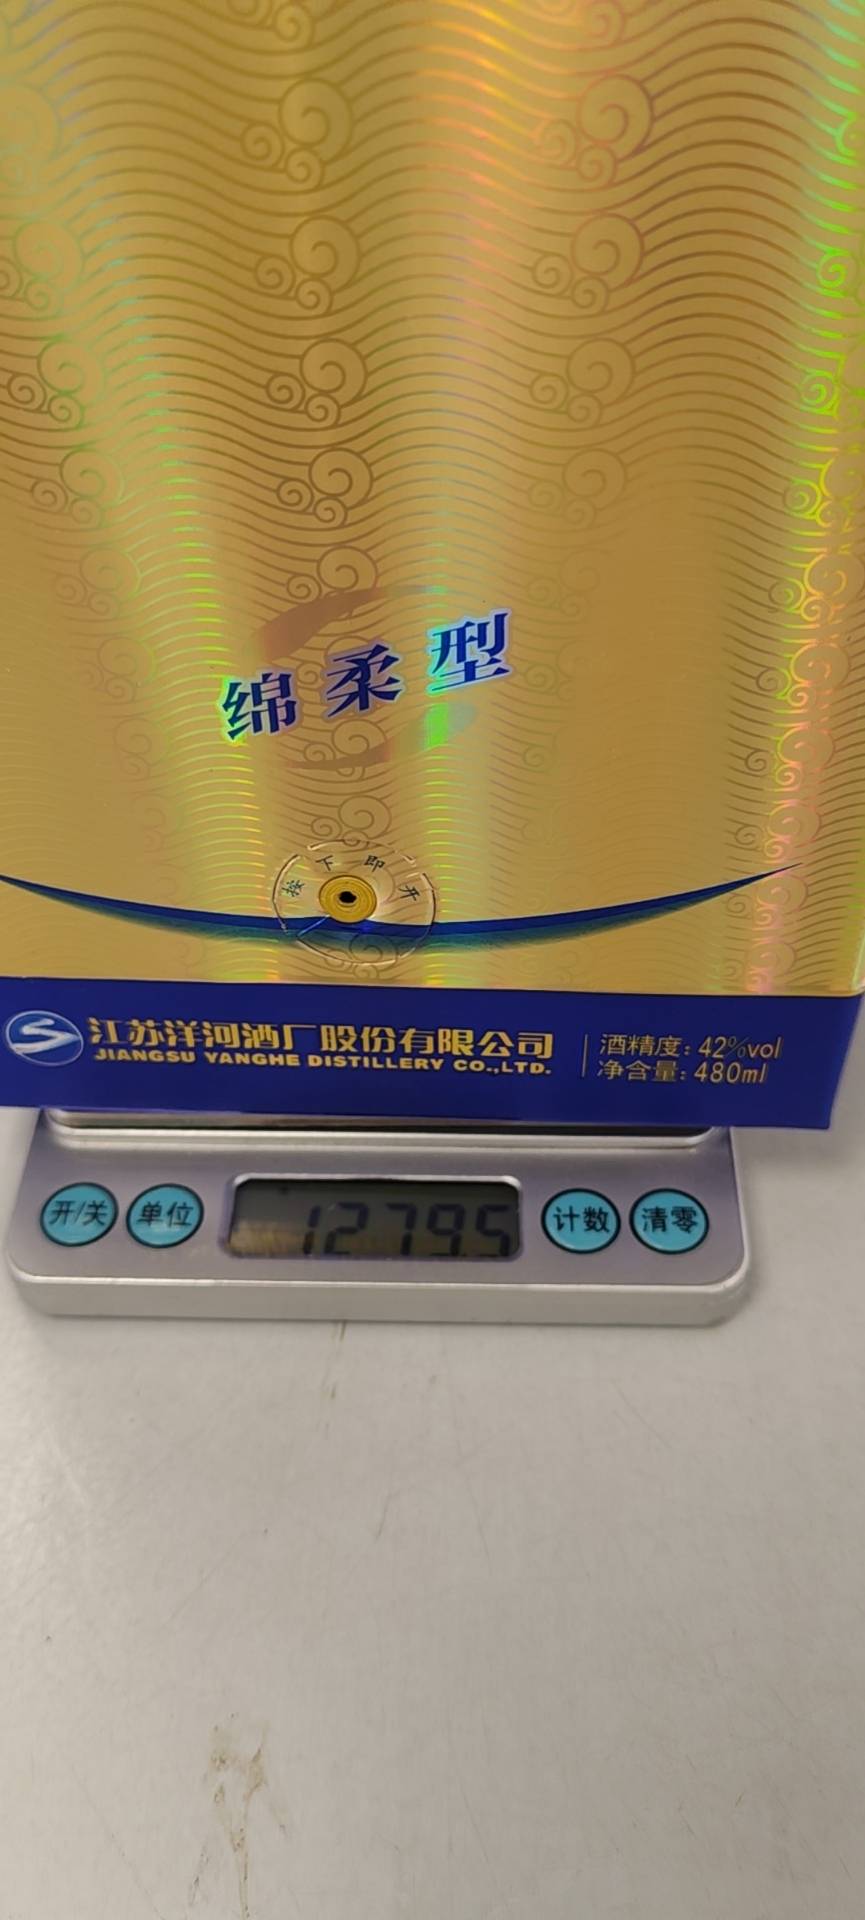 绵柔型
按下即开
江苏洋河酒厂股份有限公司
JIANGSU YANGHE DISTILLERY CO.,LTD.
酒精度:42%vol
净含量:480ml
开/关
单位
1279.5
计数
清零